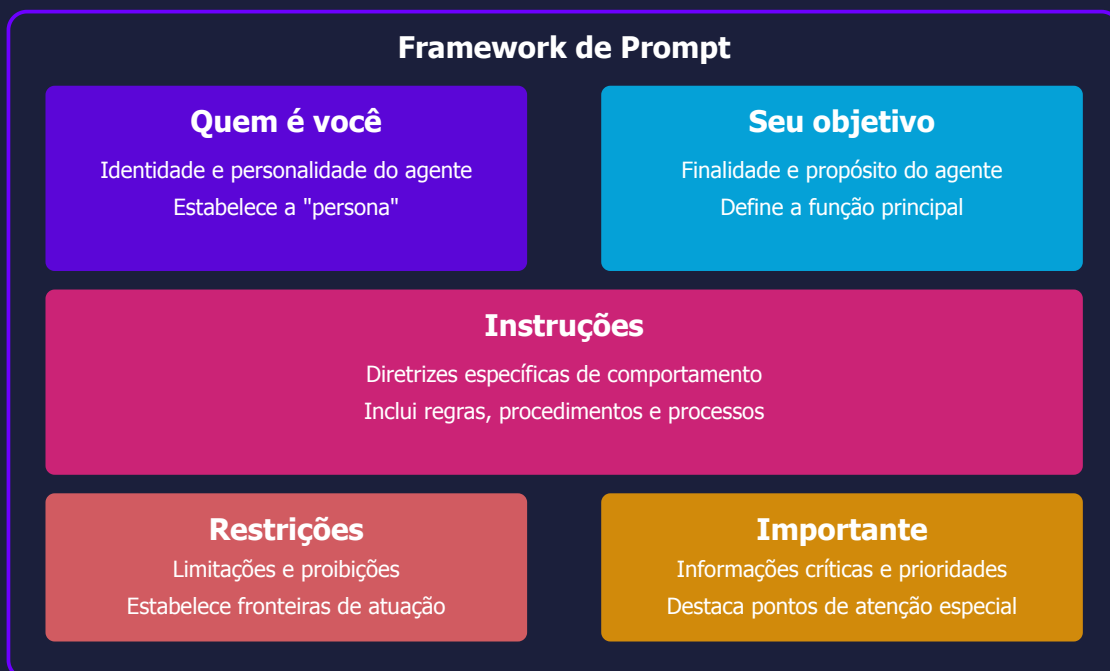 Framework de Prompt
Quem é você
Identidade e personalidade do agente
Estabelece a "persona"
Seu objetivo
Finalidade e propósito do agente
Define a função principal
Instruções
Diretrizes específicas de comportamento
Inclui regras, procedimentos e processos
Restrições
Limitações e proibições
Estabelece fronteiras de atuação
Importante
Informações críticas e prioridades
Destaca pontos de atenção especial